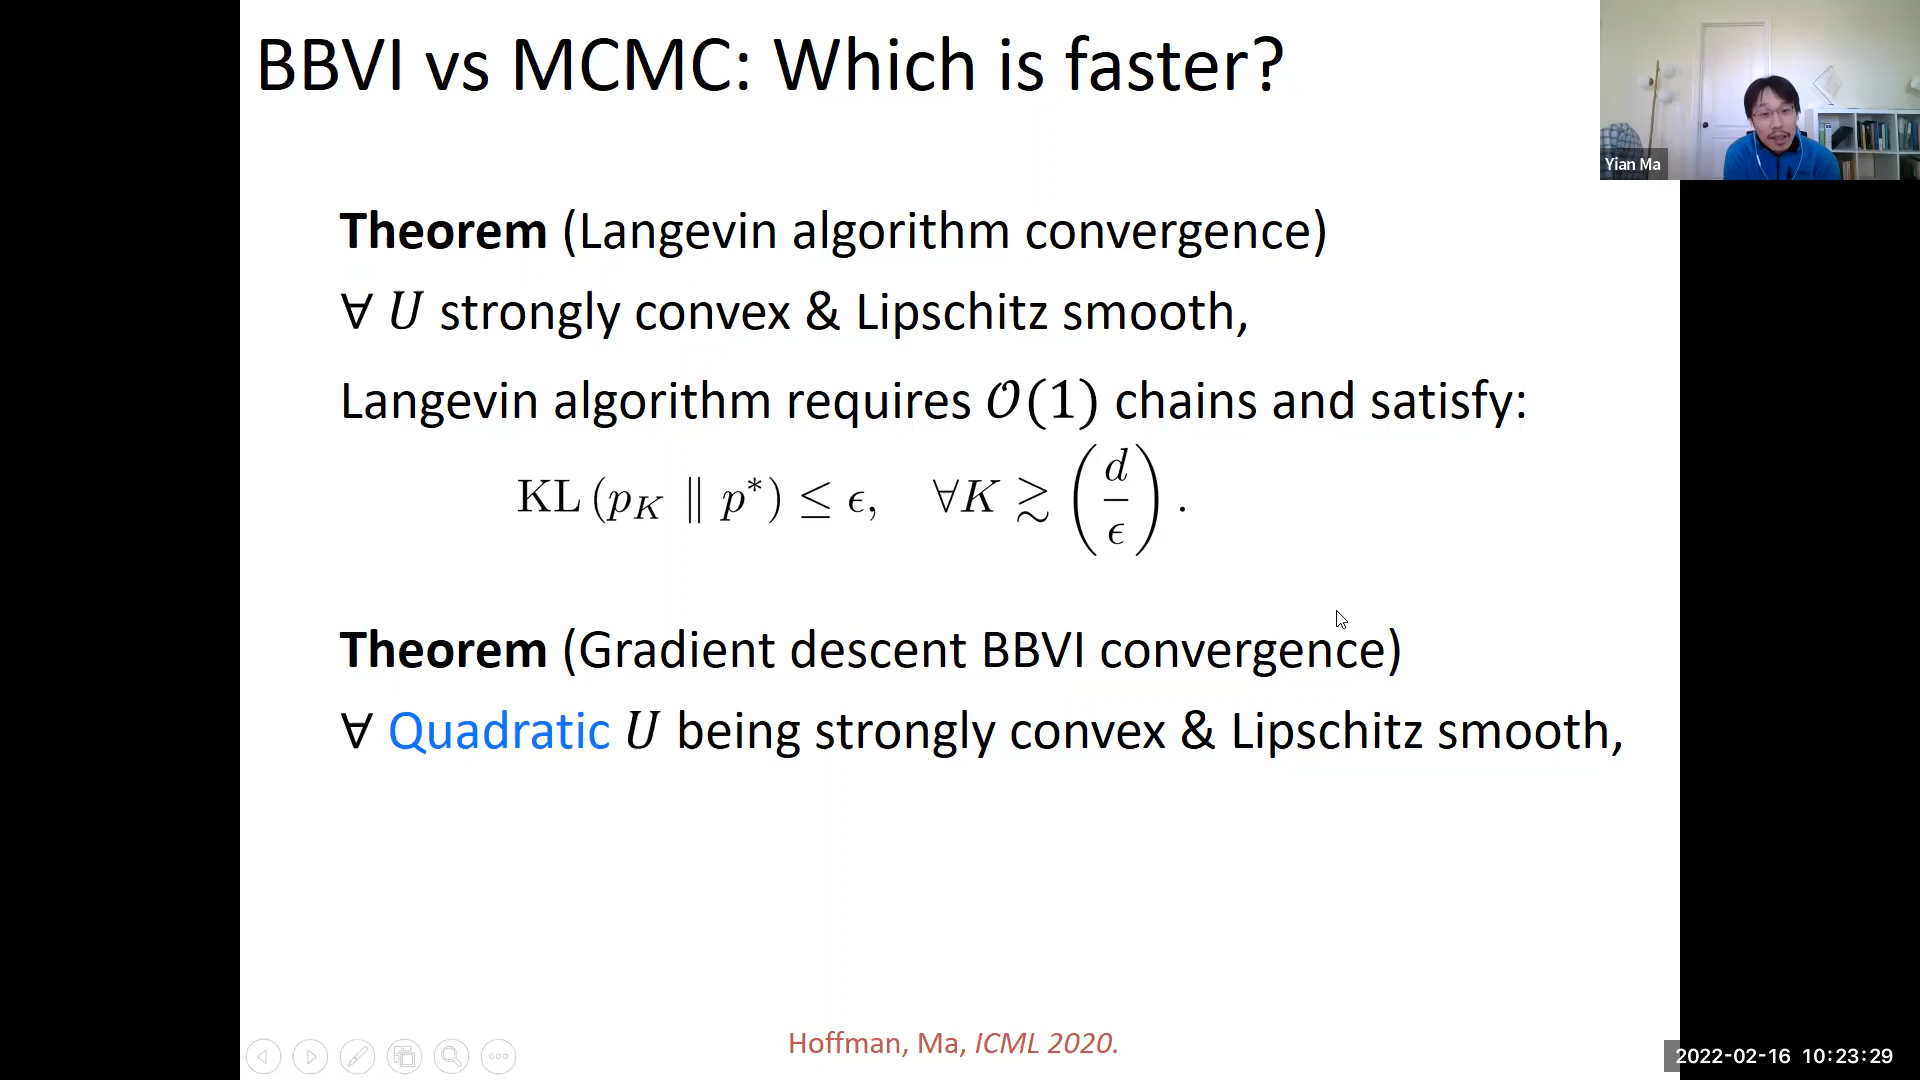 BBVI vs MCMC: Which is faster?
Yian Ma
Theorem (Langevin algorithm convergence)
∀ U strongly convex & Lipschitz smooth,
Langevin algorithm requires 𝒪(1) chains and satisfy:
KL (p_K ∥ p*) ≤ ϵ, ∀K ≳ (d/ϵ).
Theorem (Gradient descent BBVI convergence)
∀ Quadratic U being strongly convex & Lipschitz smooth,
Hoffman, Ma, ICML 2020.
2022-02-16 10:23:29